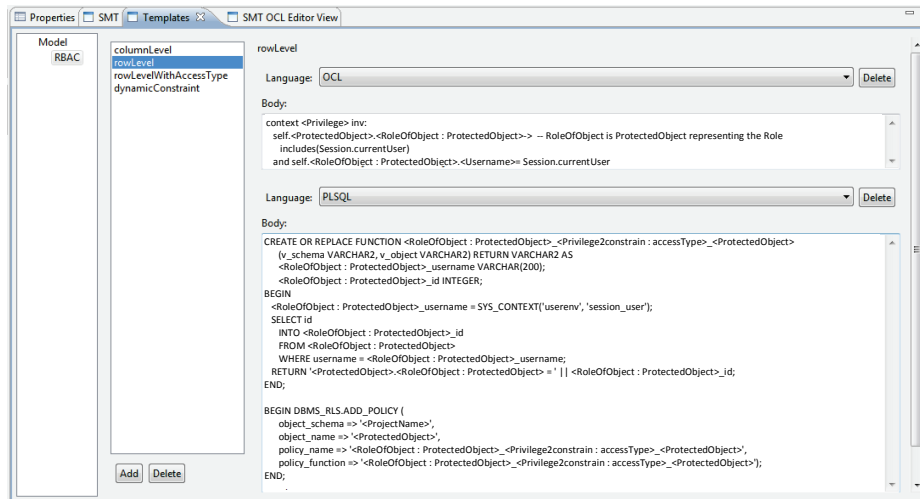 Properties SMT Templates SMT OCL Editor View
Model
RBAC
columnLevel
rowLevel
rowLevelWithAccessType
dynamicConstraint
Add Delete
rowLevel
Language: OCL Delete
Body:
context <Privilege> inv:
self.<ProtectedObject>.<RoleOfObject : ProtectedObject>-> -- RoleOfObject is ProtectedObject representing the Role
includes(Session.currentUser)
and self.<RoleOfObject : ProtectedObject>.<Username>= Session.currentUser
Language: PLSQL Delete
Body:
CREATE OR REPLACE FUNCTION <RoleOfObject : ProtectedObject>_<Privilege2constrain : accessType>_<ProtectedObject>
(v_schema VARCHAR2, v_object VARCHAR2) RETURN VARCHAR2 AS
<RoleOfObject : ProtectedObject>_username VARCHAR(200);
<RoleOfObject : ProtectedObject>_id INTEGER;
BEGIN
<RoleOfObject : ProtectedObject>_username = SYS_CONTEXT('userenv', 'session_user');
SELECT id
INTO <RoleOfObject : ProtectedObject>_id
FROM <RoleOfObject : ProtectedObject>
WHERE username = <RoleOfObject : ProtectedObject>_username;
RETURN '<ProtectedObject>.<RoleOfObject : ProtectedObject> = ' || <RoleOfObject : ProtectedObject>_id;
END;
BEGIN DBMS_RLS.ADD_POLICY (
object_schema => '<ProjectName>',
object_name => '<ProtectedObject>',
policy_name => '<RoleOfObject : ProtectedObject>_<Privilege2constrain : accessType>_<ProtectedObject>',
policy_function => '<RoleOfObject : ProtectedObject>_<Privilege2constrain : accessType>_<ProtectedObject>');
END;